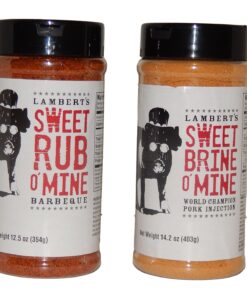 LAMBERT'S
SWEET
RUB
O'MINE
BARBEQUE
Net Weight 12.5 oz (354g)
LAMBERT'S
SWEET
BRINE
O'MINE
WORLD CHAMPION
PORK INJECTION
Net Weight 14.2 oz (403g)